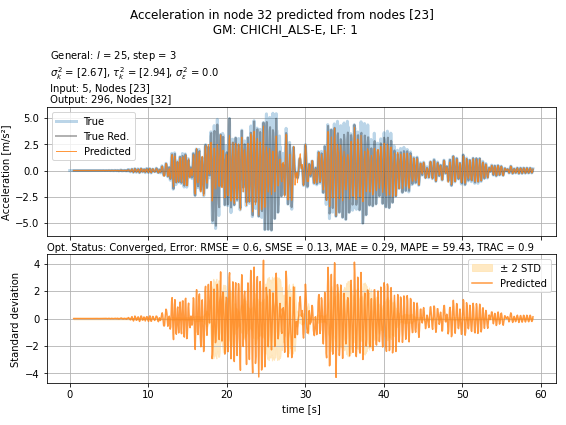 Acceleration in node 32 predicted from nodes [23]
GM: CHICHI_ALS-E, LF: 1
General: l = 25, step = 3
σ²ₖ = [2.67], τ²ₖ = [2.94], σ²ε = 0.0
Input: 5, Nodes [23]
Output: 296, Nodes [32]
Acceleration [m/s²]
5.0
2.5
0.0
−2.5
−5.0
True
True Red.
Predicted
Opt. Status: Converged, Error: RMSE = 0.6, SMSE = 0.13, MAE = 0.29, MAPE = 59.43, TRAC = 0.9
Standard deviation
4
2
0
−2
−4
± 2 STD
Predicted
0 10 20 30 40 50 60
time [s]